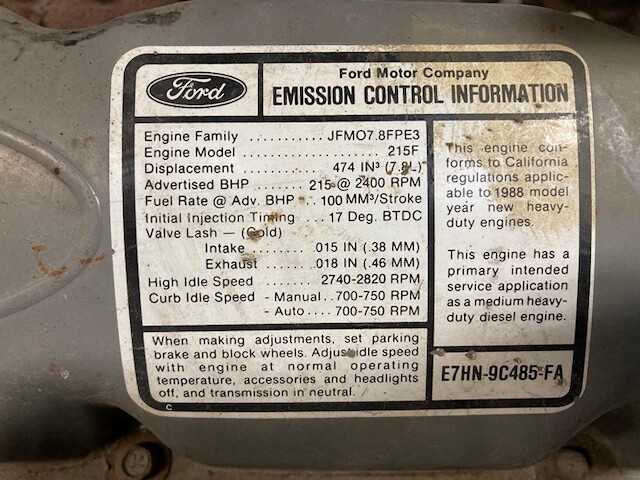 Ford
Ford Motor Company
EMISSION CONTROL INFORMATION
Engine Family ............ JFMO7.8FPE3
Engine Model ..................... 215F
Displacement ............ 474 IN³ (7.8L)
Advertised BHP ....... 215 @ 2400 RPM
Fuel Rate @ Adv. BHP .. 100 MM³/Stroke
Initial Injection Timing ... 17 Deg. BTDC
Valve Lash — (Cold)
Intake ........ .015 IN (.38 MM)
Exhaust ...... .018 IN (.46 MM)
High Idle Speed ....... 2740-2820 RPM
Curb Idle Speed - Manual..700-750 RPM
- Auto ....700-750 RPM
This engine con-
forms to California
regulations applic-
able to 1988 model
year new heavy-
duty engines.
This engine has a
primary intended
service application
as a medium heavy-
duty diesel engine.
When making adjustments, set parking
brake and block wheels. Adjust idle speed
with engine at normal operating
temperature, accessories and headlights
off, and transmission in neutral.
C
E7HN-9C485-FA